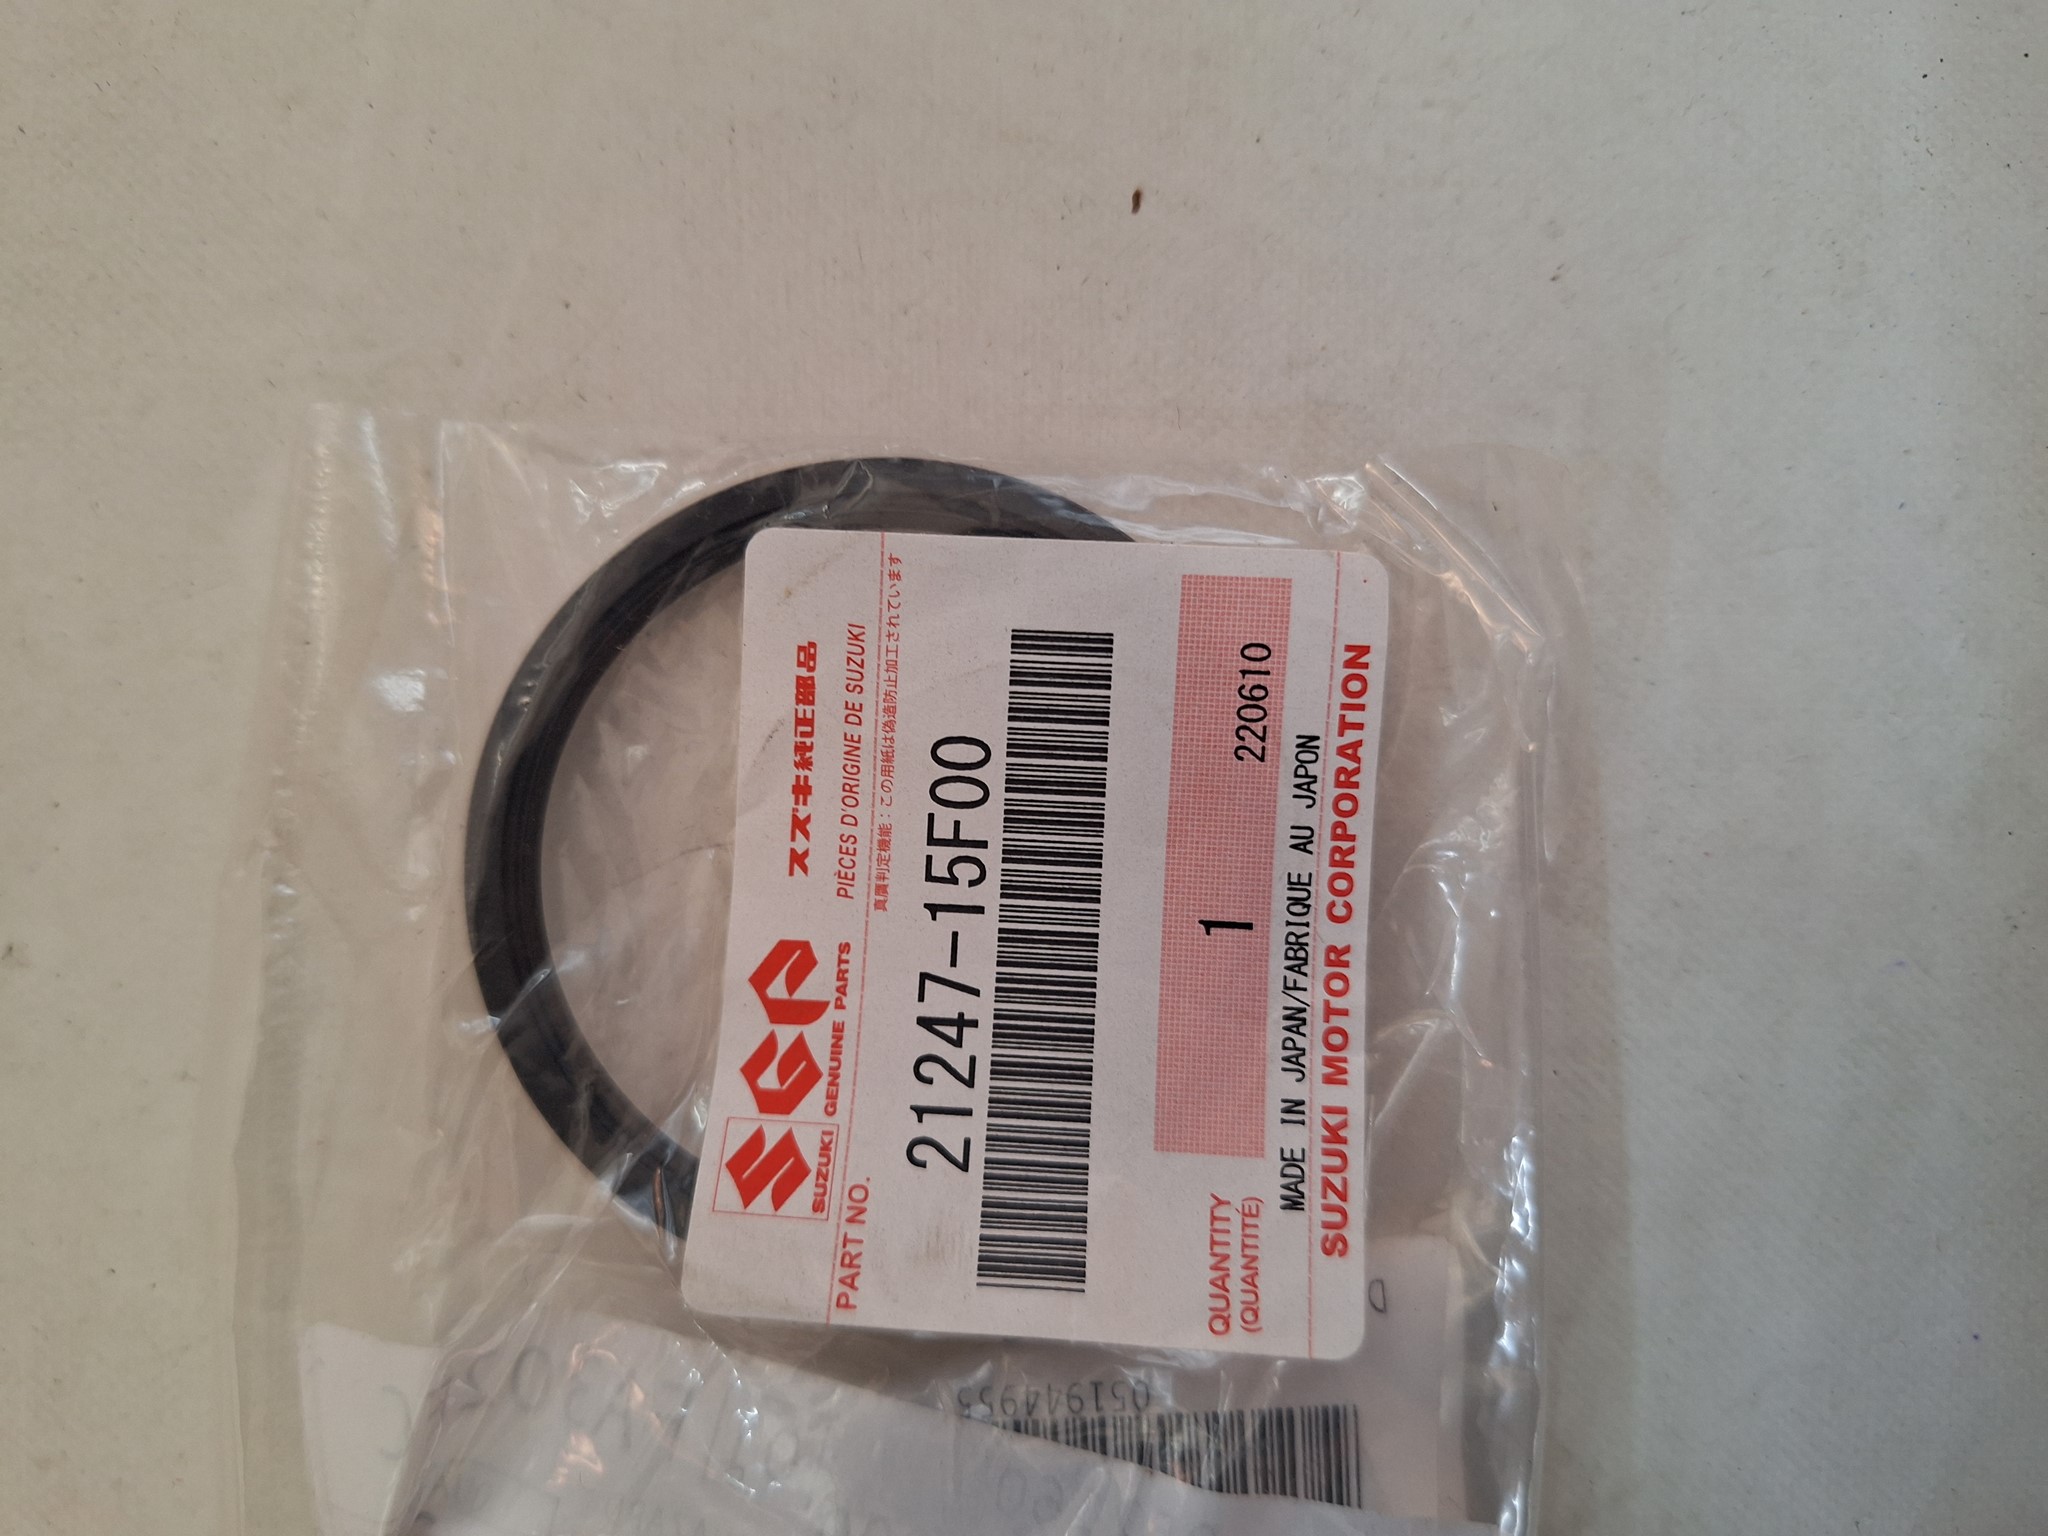 SGP
スズキ純正部品
SUZUKI GENUINE PARTS
PIÈCES D'ORIGINE DE SUZUKI
PART NO.
真贋判定機能：この用紙は偽造防止加工されています
21247-15F00
QUANTITY
(QUANTITÉ)
1
220610
MADE IN JAPAN/FABRIQUE AU JAPON
SUZUKI MOTOR CORPORATION
051944955